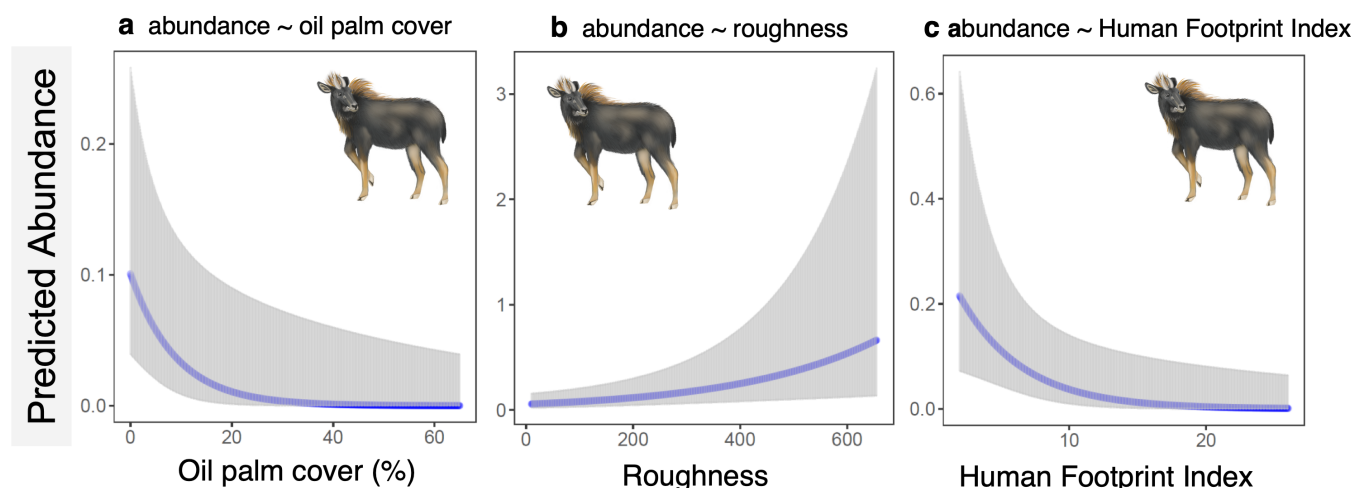 a abundance ~ oil palm cover
b abundance ~ roughness
c abundance ~ Human Footprint Index
Predicted Abundance
0.2
0.1
0.0
0 20 40 60
Oil palm cover (%)
3
2
1
0
0 200 400 600
Roughness
0.6
0.4
0.2
0.0
10 20
Human Footprint Index